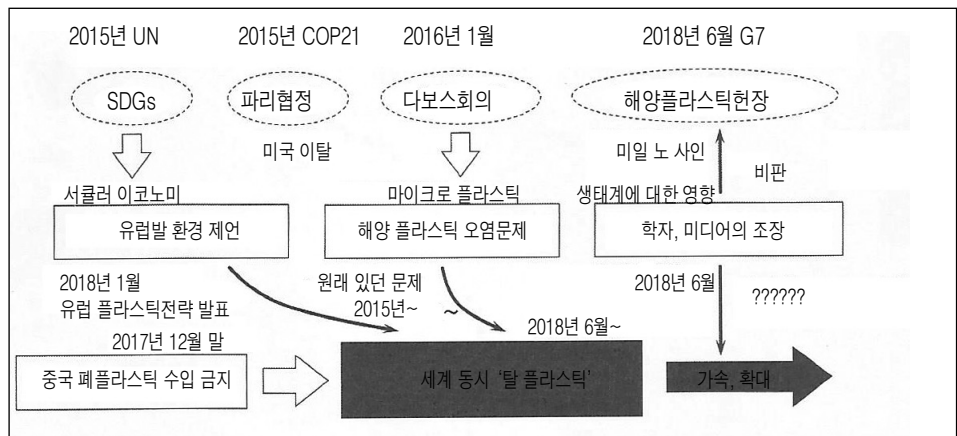 2015년 UN
2015년 COP21
2016년 1월
2018년 6월 G7
SDGs
파리협정
다보스회의
해양플라스틱헌장
미국 이탈
미일 노 사인
비판
서큘러 이코노미
마이크로 플라스틱
생태계에 대한 영향
유럽발 환경 제언
해양 플라스틱 오염문제
학자, 미디어의 조장
2018년 1월
유럽 플라스틱전략 발표
원래 있던 문제
2015년~
~
2018년 6월
??????
2017년 12월 말
2018년 6월~
중국 폐플라스틱 수입 금지
세계 동시 ‘탈 플라스틱’
가속, 확대